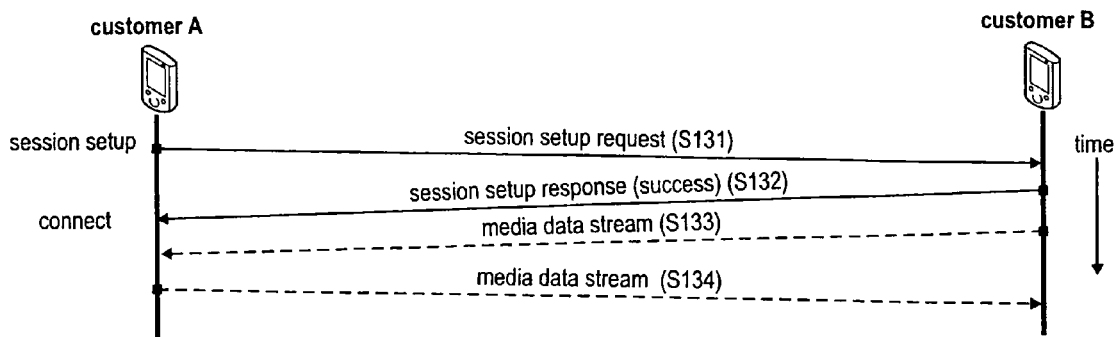 customer A
customer B
session setup
session setup request (S131)
time
session setup response (success) (S132)
connect
media data stream (S133)
media data stream (S134)